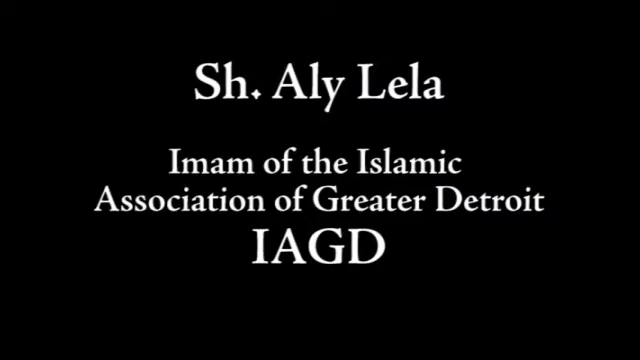 Sh. Aly Lela
Imam of the Islamic
Association of Greater Detroit
IAGD